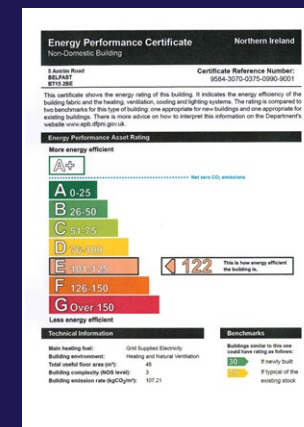 Energy Performance Certificate
Northern Ireland
Non-Domestic Building
5 Antrim Road
BELFAST
BT15 2BE
Certificate Reference Number:
9584-3070-0375-0990-9001
This certificate shows the energy rating of this building. It indicates the energy efficiency of the
building fabric and the heating, ventilation, cooling and lighting systems. The rating is compared to
two benchmarks for this type of building: one appropriate for new buildings and one appropriate for
existing buildings. There is more advice on how to interpret this information on the Department's
website www.epb.dfpni.gov.uk.
Energy Performance Asset Rating
More energy efficient
A+
Net zero CO₂ emissions
A 0-25
B 26-50
C 51-75
D 76-100
E 101-125
122
This is how energy efficient
the building is.
F 126-150
G Over 150
Less energy efficient
Technical Information
Main heating fuel: Grid Supplied Electricity
Building environment: Heating and Natural Ventilation
Total useful floor area (m²): 46
Building complexity (NOS level): 3
Building emission rate (kgCO₂/m²): 107.21
Benchmarks
Buildings similar to this one
could have rating as follows:
30
If newly built
If typical of the
existing stock